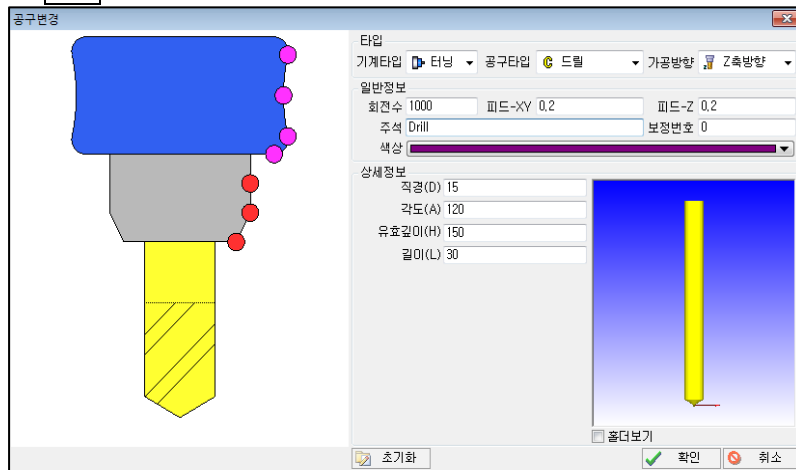 공구변경
타입
기계타입 터닝 공구타입 드릴 가공방향 Z축방향
일반정보
회전수 1000 피드-XY 0,2 피드-Z 0,2
주석 Drill 보정번호 0
색상
상세정보
직경(D) 15
각도(A) 120
유효깊이(H) 150
길이(L) 30
홀더보기
초기화 확인 취소